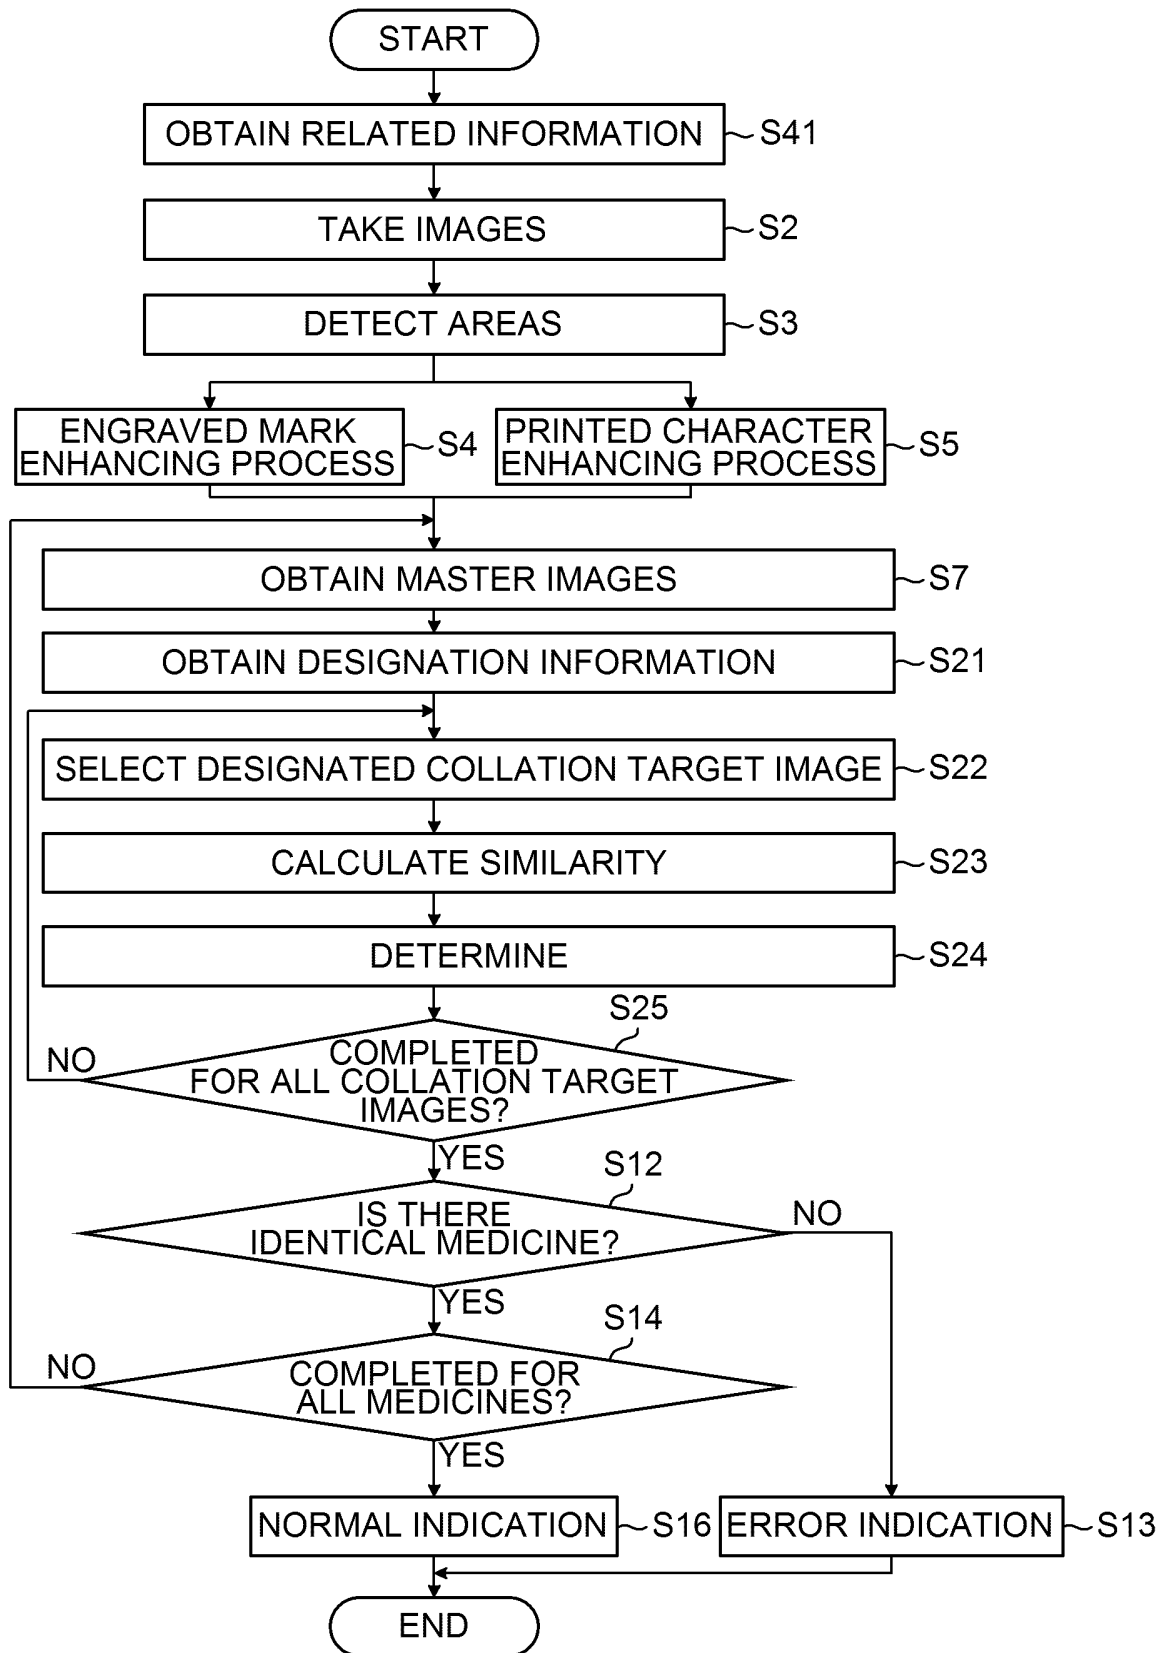 START
OBTAIN RELATED INFORMATION
S41
TAKE IMAGES
S2
DETECT AREAS
S3
ENGRAVED MARK
ENHANCING PROCESS
S4
PRINTED CHARACTER
ENHANCING PROCESS
S5
OBTAIN MASTER IMAGES
S7
OBTAIN DESIGNATION INFORMATION
S21
SELECT DESIGNATED COLLATION TARGET IMAGE
S22
CALCULATE SIMILARITY
S23
DETERMINE
S24
S25
NO
COMPLETED
FOR ALL COLLATION TARGET
IMAGES?
YES
S12
IS THERE
IDENTICAL MEDICINE?
NO
YES
S14
NO
COMPLETED FOR
ALL MEDICINES?
YES
NORMAL INDICATION
S16
ERROR INDICATION
S13
END